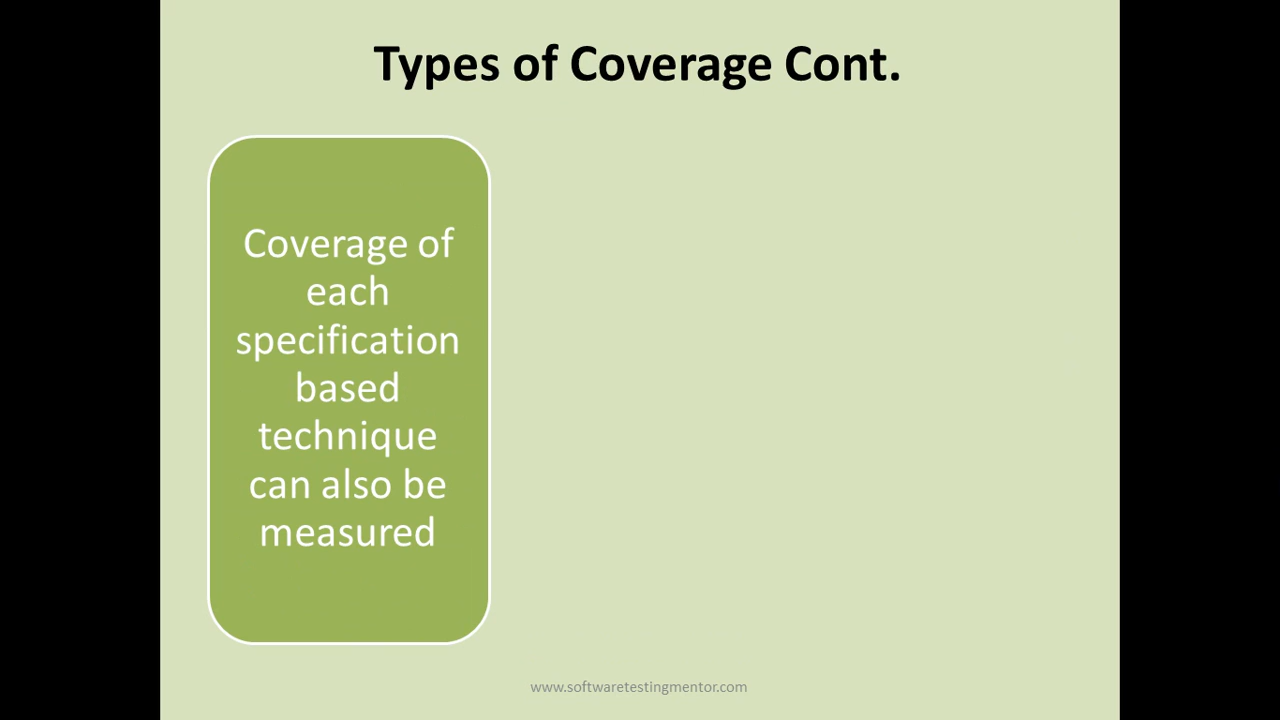 Types of Coverage Cont.
Coverage of
each
specification
based
technique
can also be
measured
www.softwaretestingmentor.com